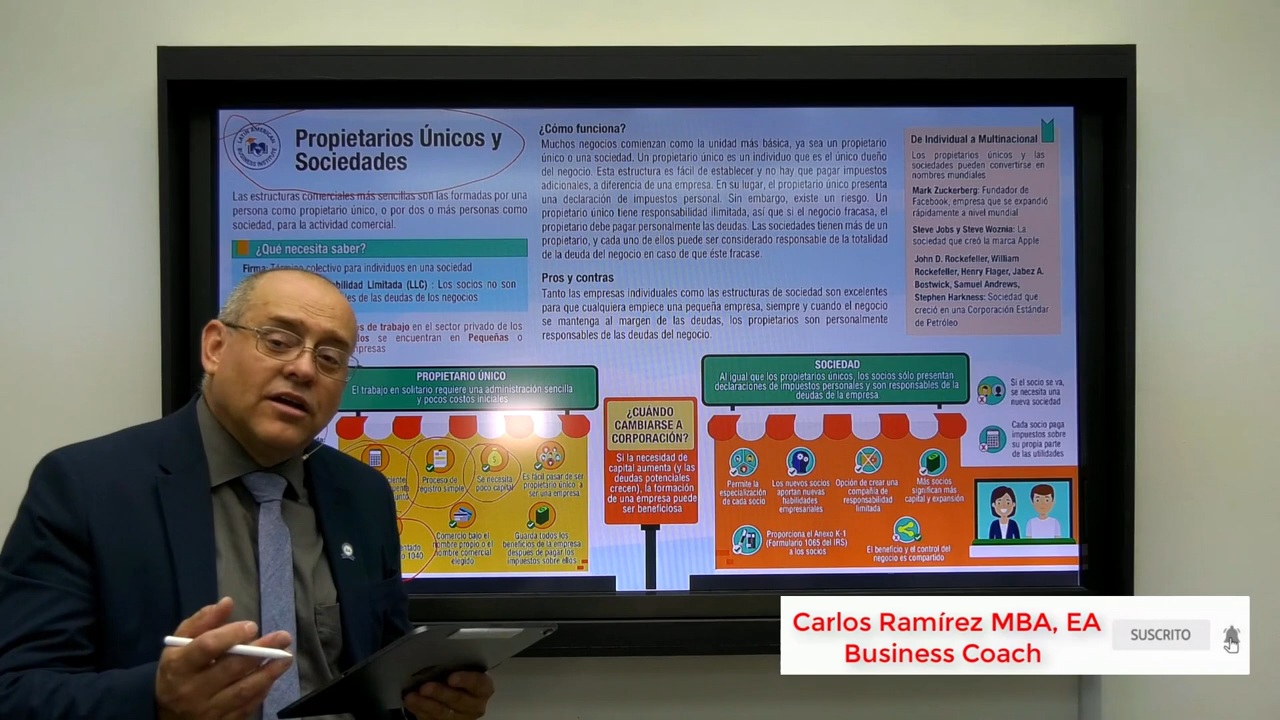 LATIN AMERICAN
BUSINESS INSTITUTE
Propietarios Únicos y
Sociedades
Las estructuras comerciales más sencillas son las formadas por una
persona como propietario único, o por dos o más personas como
sociedad, para la actividad comercial.
¿Qué necesita saber?
Firma: Término colectivo para individuos en una sociedad
Limitada (LLC) : Los socios no son
de las deudas de los negocios
de trabajo en el sector privado de los
se encuentran en Pequeñas o
¿Cómo funciona?
Muchos negocios comienzan como la unidad más básica, ya sea un propietario
único o una sociedad. Un propietario único es un individuo que es el único dueño
del negocio. Esta estructura es fácil de establecer y no hay que pagar impuestos
adicionales, a diferencia de una empresa. En su lugar, el propietario único presenta
una declaración de impuestos personal. Sin embargo, existe un riesgo. Un
propietario único tiene responsabilidad ilimitada, así que si el negocio fracasa, el
propietario debe pagar personalmente las deudas. Las sociedades tienen más de un
propietario, y cada uno de ellos puede ser considerado responsable de la totalidad
de la deuda del negocio en caso de que éste fracase.
Pros y contras
Tanto las empresas individuales como las estructuras de sociedad son excelentes
para que cualquiera empiece una pequeña empresa, siempre y cuando el negocio
se mantenga al margen de las deudas, los propietarios son personalmente
responsables de las deudas del negocio.
De Individual a Multinacional
Los propietarios únicos y las
sociedades pueden convertirse en
nombres mundiales
Mark Zuckerberg: Fundador de
Facebook, empresa que se expandió
rápidamente a nivel mundial
Steve Jobs y Steve Woznia: La
sociedad que creó la marca Apple
John D. Rockefeller, William
Rockefeller, Henry Flager, Jabez A.
Bostwick, Samuel Andrews,
Stephen Harkness: Sociedad que
creció en una Corporación Estándar
de Petróleo
PROPIETARIO ÚNICO
El trabajo en solitario requiere una administración sencilla
y pocos costos iniciales
Proceso de
registro simple
Se necesita
poco capital
Es fácil pasar de ser
propietario único a
ser una empresa
1040
Comercio bajo el
nombre propio o el
nombre comercial
elegido
Guarda todos los
beneficios de la empresa
después de pagar los
impuestos sobre ellos
¿CUÁNDO
CAMBIARSE A
CORPORACIÓN?
Si la necesidad de
capital aumenta (y las
deudas potenciales
crecen), la formación
de una empresa puede
ser beneficiosa
SOCIEDAD
Al igual que los propietarios únicos, los socios sólo presentan
declaraciones de impuestos personales y son responsables de la
deudas de la empresa.
Permite la
especialización
de cada socio
Los nuevos socios
aportan nuevas
habilidades
empresariales
Opción de crear una
compañía de
responsabilidad
limitada
Más socios
significan más
capital y expansión
Proporciona el Anexo K-1
(Formulario 1065 del IRS)
a los socios
El beneficio y el control del
negocio es compartido
Si el socio se va,
se necesita una
nueva sociedad
Cada socio paga
impuestos sobre
su propia parte
de las utilidades
Carlos Ramírez MBA, EA
Business Coach
SUSCRITO